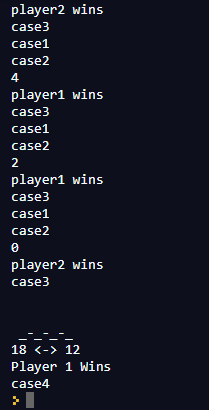 player2 wins
case3
case1
case2
4
player1 wins
case3
case1
case2
2
player1 wins
case3
case1
case2
0
player2 wins
case3
_-_-_-_
18 <-> 12
Player 1 Wins
case4
>